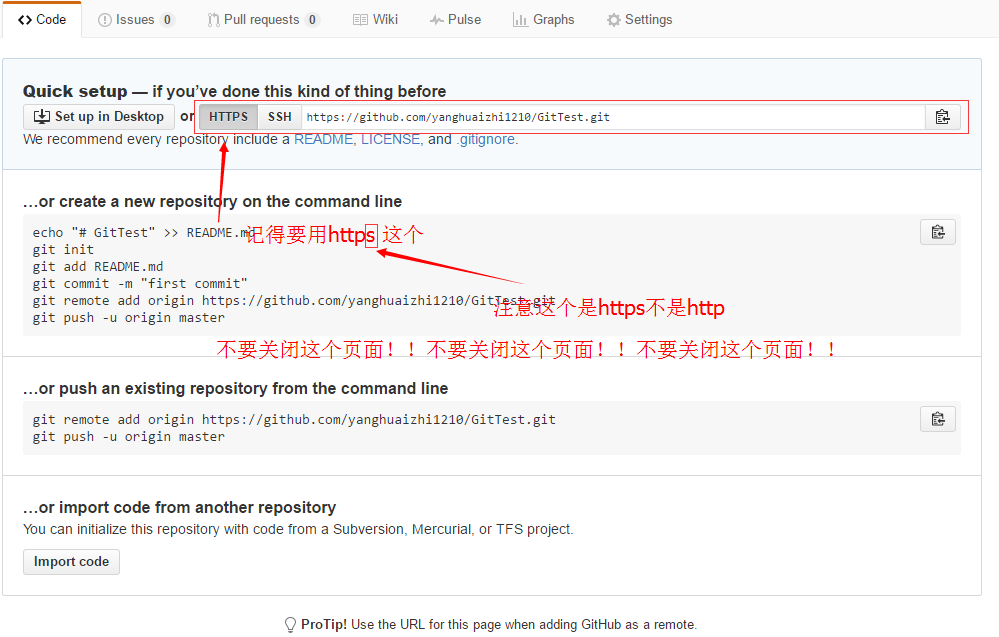 Code Issues 0 Pull requests 0 Wiki Pulse Graphs Settings
Quick setup — if you’ve done this kind of thing before
Set up in Desktop or HTTPS SSH https://github.com/yanghuaizhi1210/GitTest.git
We recommend every repository include a README, LICENSE, and .gitignore.
…or create a new repository on the command line
echo "# GitTest" >> README.md
记得要用https 这个
git init
git add README.md
git commit -m "first commit"
git remote add origin https://github.com/yanghuaizhi1210/GitTest.git
注意这个是https不是http
git push -u origin master
不要关闭这个页面！！不要关闭这个页面！！不要关闭这个页面！！
…or push an existing repository from the command line
git remote add origin https://github.com/yanghuaizhi1210/GitTest.git
git push -u origin master
…or import code from another repository
You can initialize this repository with code from a Subversion, Mercurial, or TFS project.
Import code
ProTip! Use the URL for this page when adding GitHub as a remote.